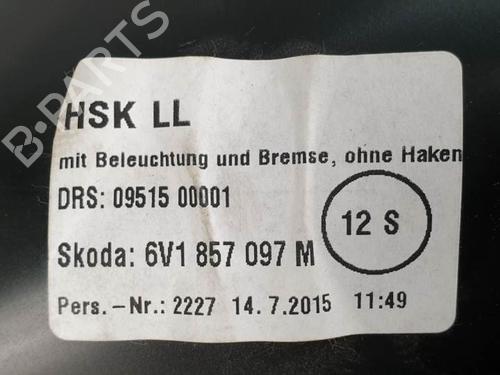 B-PARTS
HSK LL
mit Beleuchtung und Bremse, ohne Haken
DRS: 09515 00001
12 S
Skoda: 6V1 857 097 M
Pers.-Nr.: 2227 14.7.2015 11:49